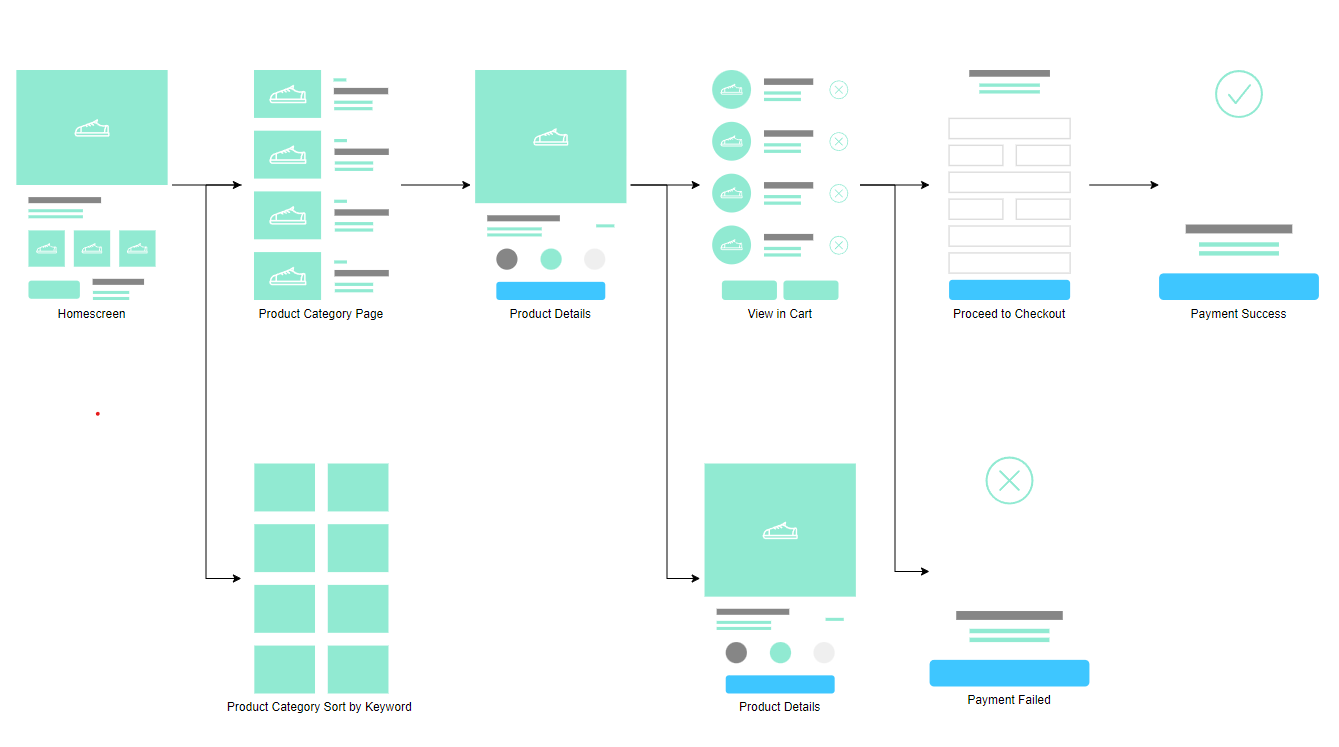 Homescreen
Product Category Page
Product Details
View in Cart
Proceed to Checkout
Payment Success
Product Category Sort by Keyword
Product Details
Payment Failed